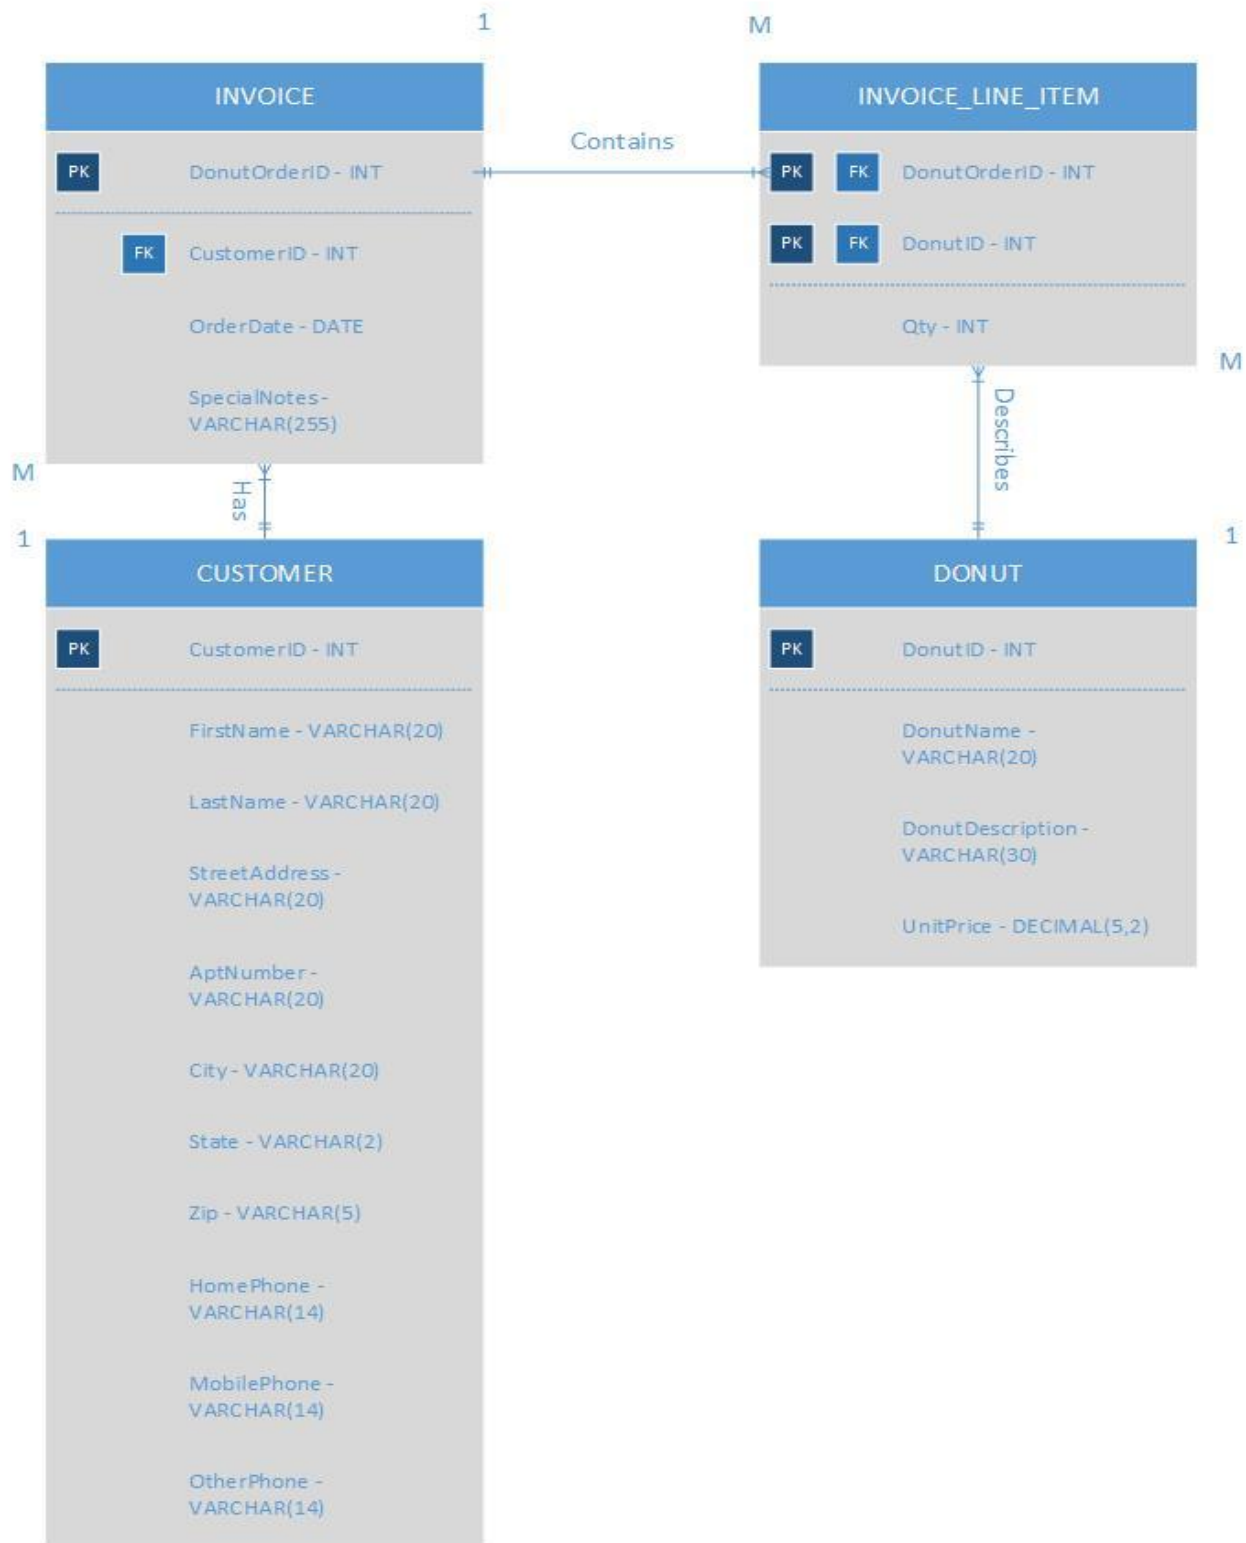 1
M
INVOICE
PK
DonutOrderID - INT
FK
CustomerID - INT
OrderDate - DATE
SpecialNotes-
VARCHAR(255)
Contains
INVOICE_LINE_ITEM
PK
FK
DonutOrderID - INT
PK
FK
DonutID - INT
Qty - INT
M
M
Has
1
Describes
1
CUSTOMER
PK
CustomerID - INT
FirstName - VARCHAR(20)
LastName - VARCHAR(20)
StreetAddress -
VARCHAR(20)
AptNumber -
VARCHAR(20)
City - VARCHAR(20)
State - VARCHAR(2)
Zip - VARCHAR(5)
HomePhone -
VARCHAR(14)
MobilePhone -
VARCHAR(14)
OtherPhone -
VARCHAR(14)
DONUT
PK
DonutID - INT
DonutName -
VARCHAR(20)
DonutDescription -
VARCHAR(30)
UnitPrice - DECIMAL(5,2)